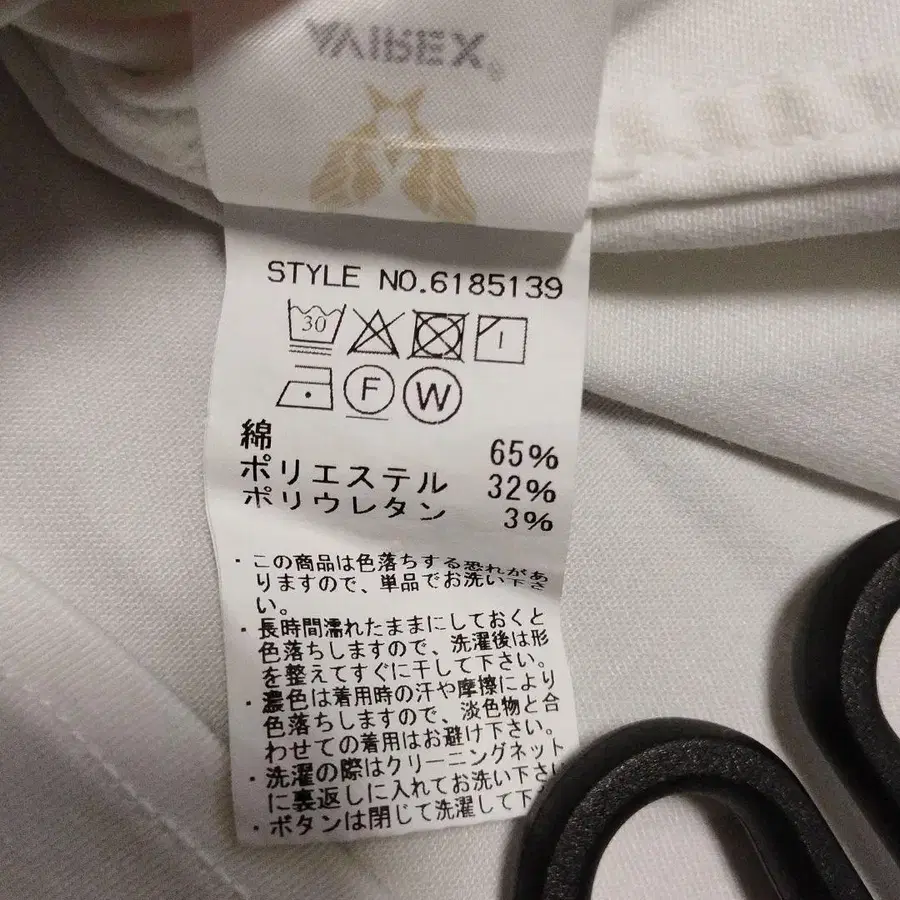 STYLE NO.6185139
30
F W
綿 65%
ポリエステル 32%
ポリウレタン 3%
・この商品は色落ちする恐れがあ
りますので、単品でお洗い下さ
い。
・長時間濡れたままにしておくと
色落ちしますので、洗濯後は形
を整えてすぐに干して下さい。
・濃色は着用時の汗や摩擦により
色落ちしますので、淡色物と合
わせての着用はお避け下さい。
・洗濯の際はクリーニングネット
に裏返しに入れてお洗い下さい
・ボタンは閉じて洗濯して下